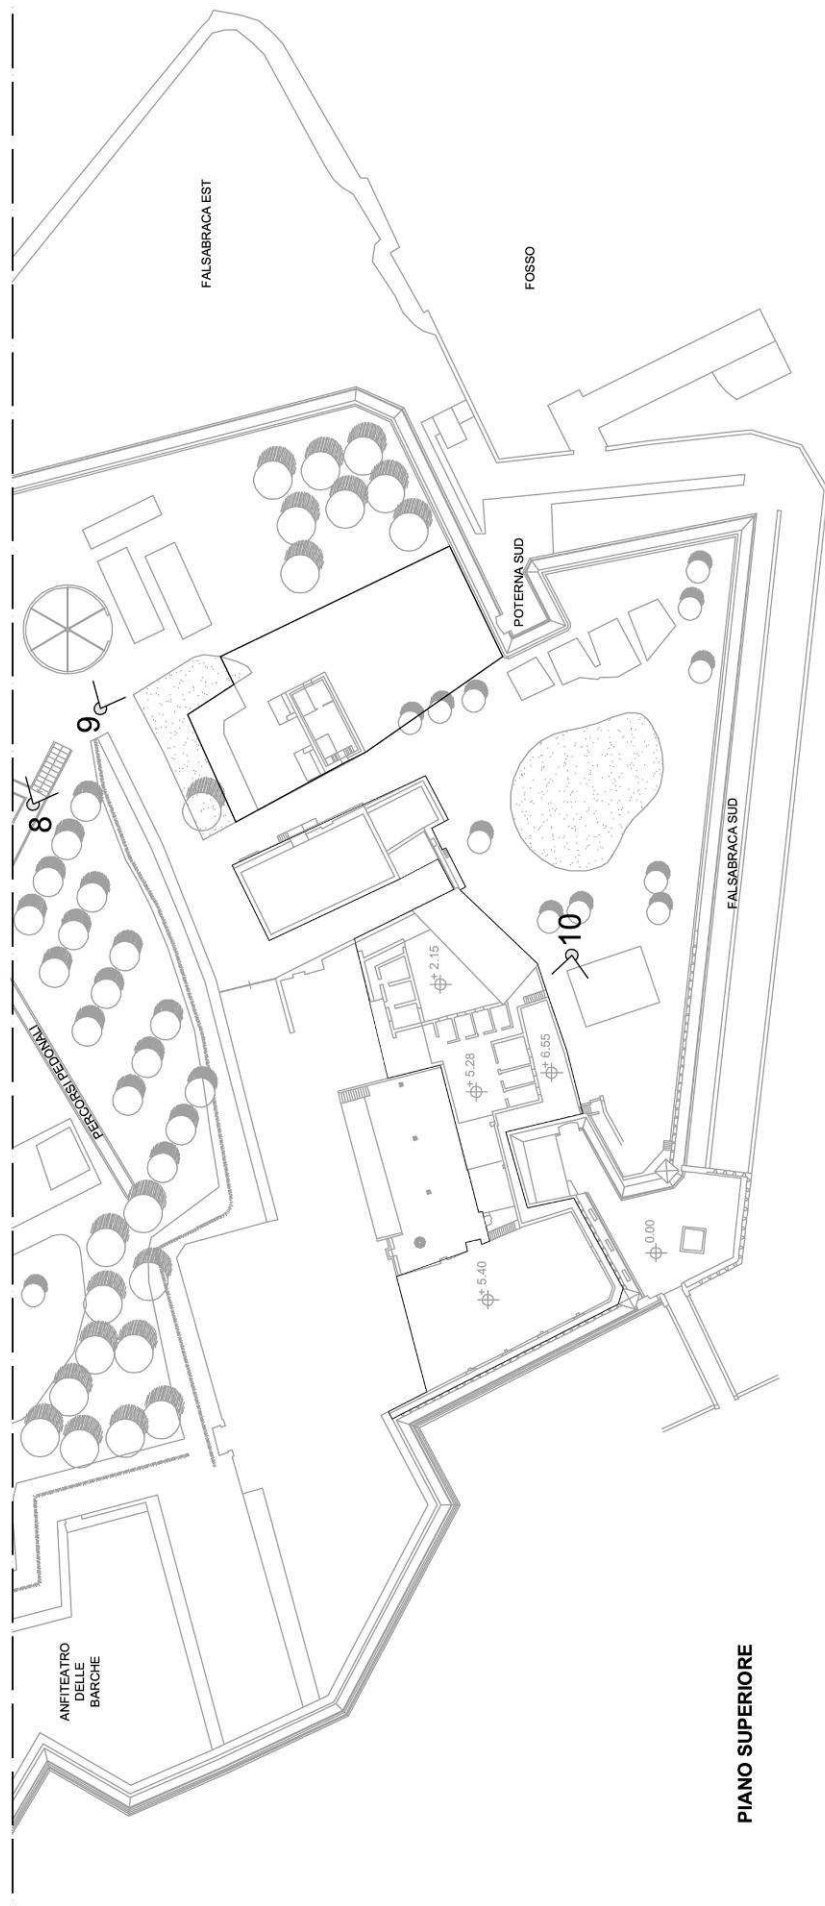 ANFITEATRO
DELLE
BARCHE
PERCORSI PEDONALI
8
9
FALSABRACA EST
+ 2.15
+ 5.28
+ 5.40
POTERNA SUD
FOSSO
+ 6.55
10
0.00
FALSABRACA SUD
PIANO SUPERIORE